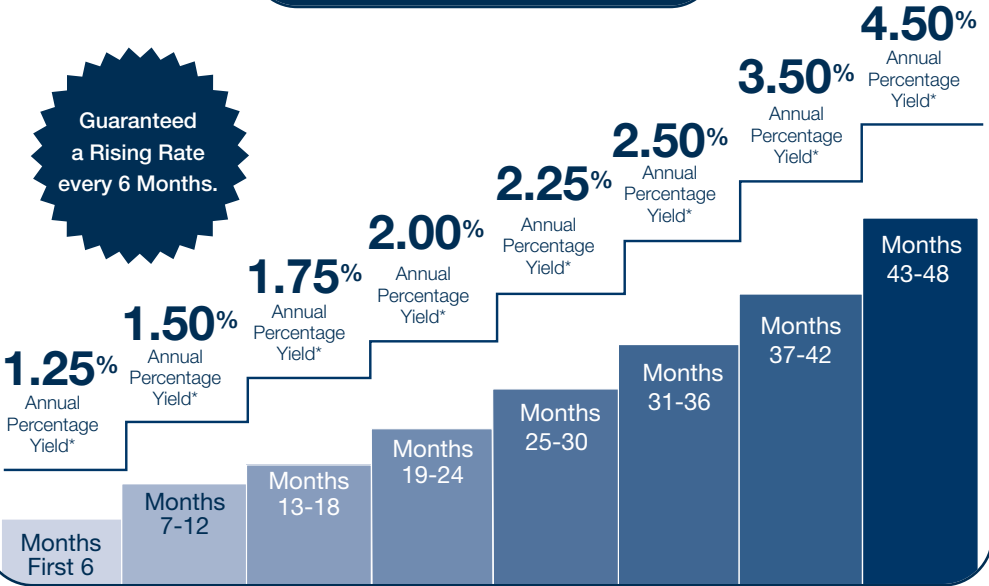 Guaranteed
a Rising Rate
every 6 Months.
1.25%
Annual
Percentage
Yield*
1.50%
Annual
Percentage
Yield*
1.75%
Annual
Percentage
Yield*
2.00%
Annual
Percentage
Yield*
2.25%
Annual
Percentage
Yield*
2.50%
Annual
Percentage
Yield*
3.50%
Annual
Percentage
Yield*
4.50%
Annual
Percentage
Yield*
Months
First 6
Months
7-12
Months
13-18
Months
19-24
Months
25-30
Months
31-36
Months
37-42
Months
43-48